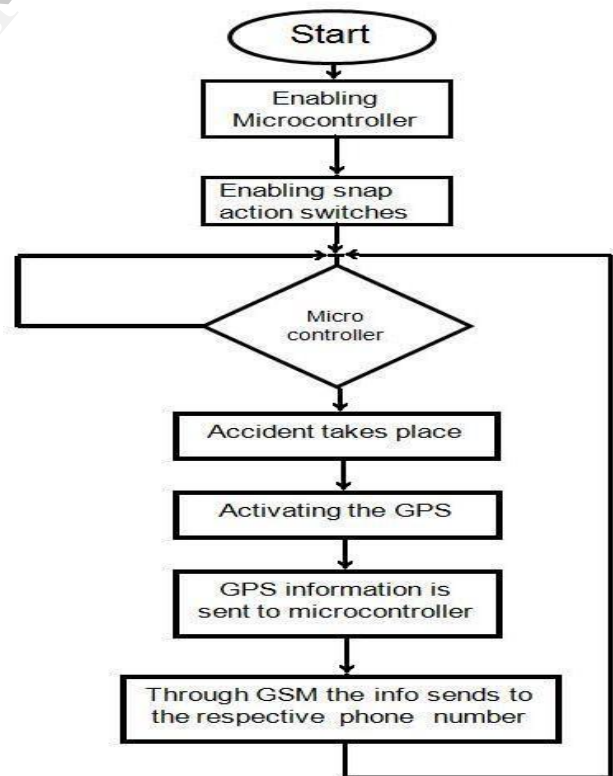 Start
Enabling
Microcontroller
Enabling snap
action switches
Micro
controller
Accident takes place
Activating the GPS
GPS information is
sent to microcontroller
Through GSM the info sends to
the respective phone number